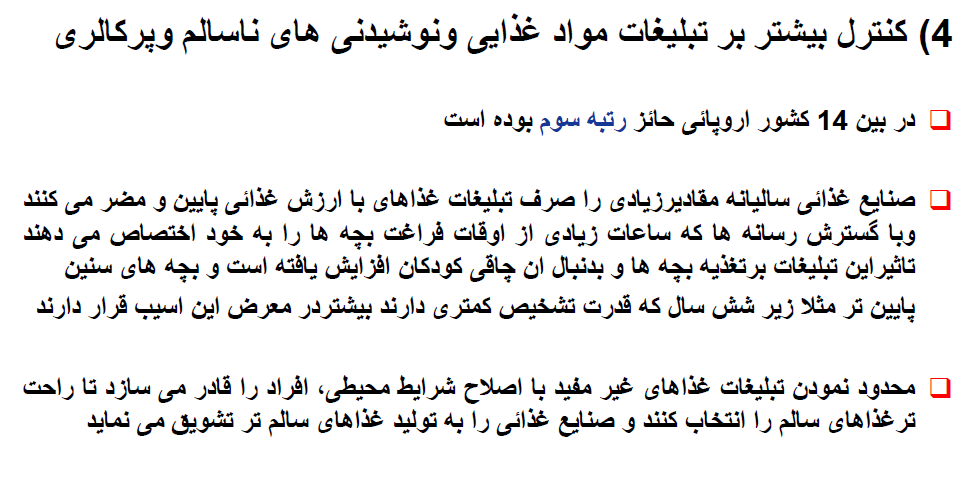 4) کنترل بیشتر بر تبلیغات مواد غذایی ونوشیدنی های ناسالم وپرکالری
در بین 14 کشور اروپائی حائز رتبه سوم بوده است
صنایع غذائی سالیانه مقادیرزیادی را صرف تبلیغات غذاهای با ارزش غذائی پایین و مضر می کنند
وبا گسترش رسانه ها که ساعات زیادی از اوقات فراغت بچه ها را به خود اختصاص می دهند
تاثیراین تبلیغات برتغذیه بچه ها و بدنبال ان چاقی کودکان افزایش یافته است و بچه های سنین
پایین تر مثلا زیر شش سال که قدرت تشخیص کمتری دارند بیشتردر معرض این اسیب قرار دارند
محدود نمودن تبلیغات غذاهای غیر مفید با اصلاح شرایط محیطی، افراد را قادر می سازد تا راحت
ترغذاهای سالم را انتخاب کنند و صنایع غذائی را به تولید غذاهای سالم تر تشویق می نماید